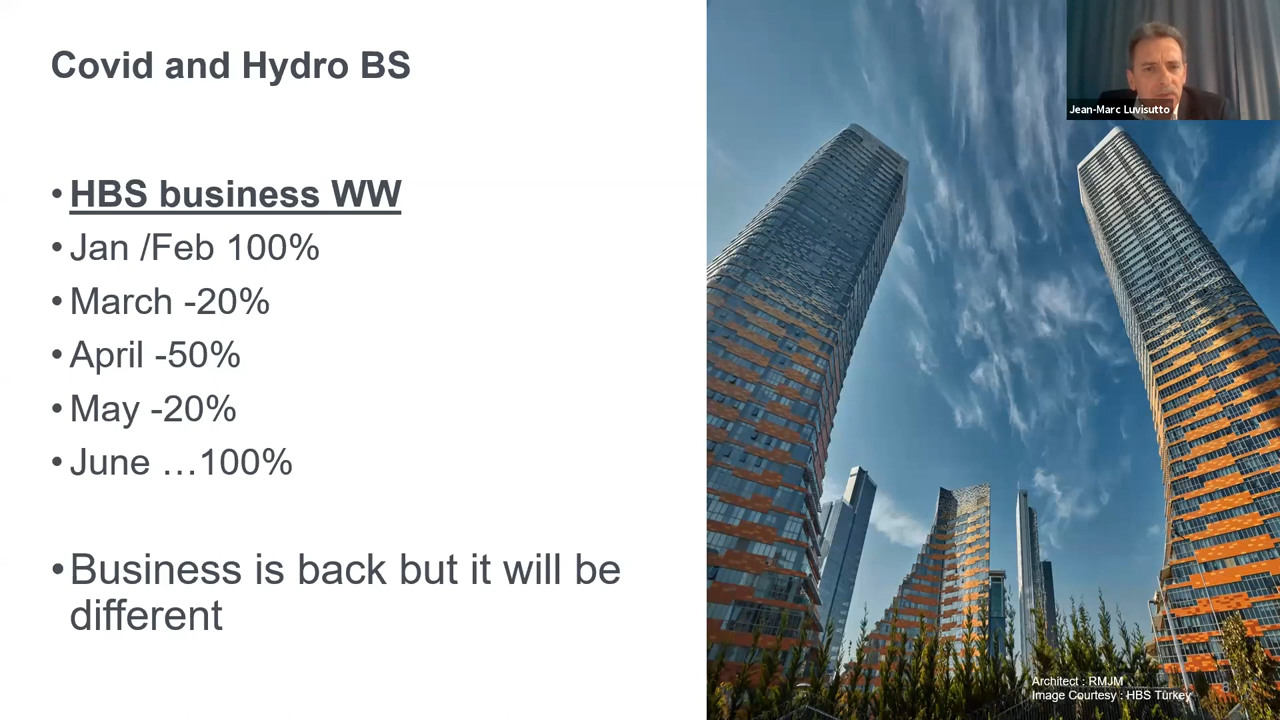 Covid and Hydro BS
Jean-Marc Luvisutto
• HBS business WW
• Jan /Feb 100%
• March -20%
• April -50%
• May -20%
• June …100%
• Business is back but it will be
different
Architect : RMJM
Image Courtesy : HBS Turkey